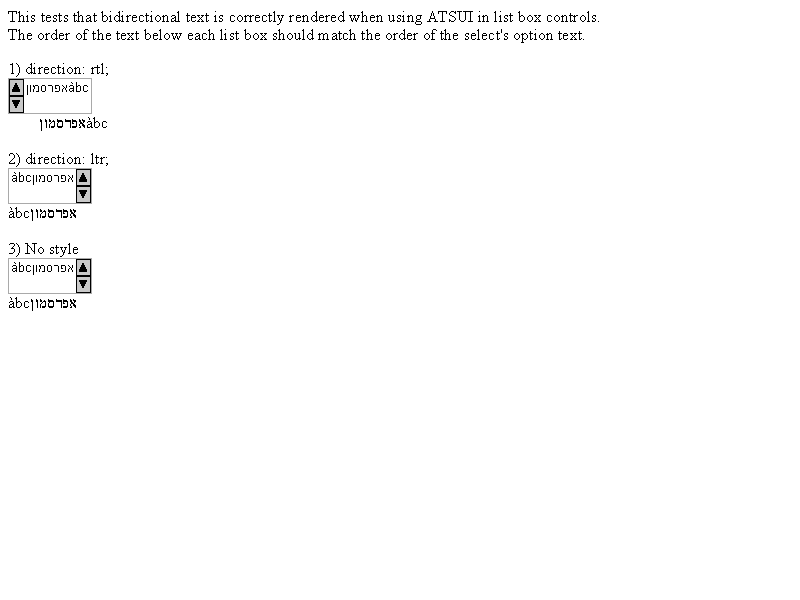 This tests that bidirectional text is correctly rendered when using ATSUI in list box controls.
The order of the text below each list box should match the order of the select's option text.
1) direction: rtl;
àbcאפרסמון
àbcאפרסמון
2) direction: ltr;
àbcאפרסמון
àbcאפרסמון
3) No style
àbcאפרסמון
àbcאפרסמון